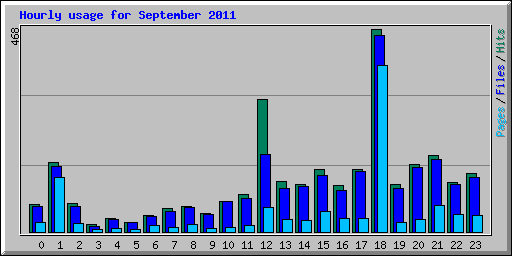 Hourly usage for September 2011
468
Pages/Files/Hits
0 1 2 3 4 5 6 7 8 9 10 11 12 13 14 15 16 17 18 19 20 21 22 23